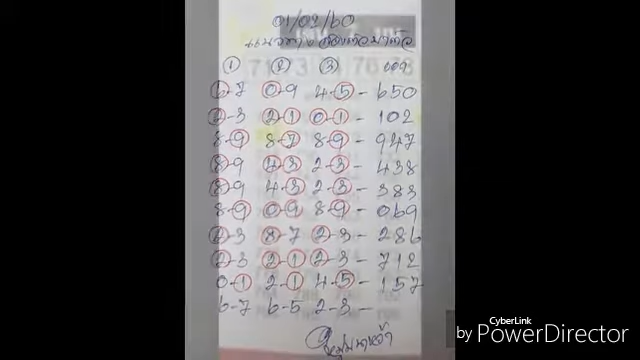 01/02/60
① ② ③ ผล
6-7 0-9 4-5 - 650
2-3 2-1 0-1 - 102
8-9 8-7 8-9 - 947
8-9 4-3 2-3 - 438
8-9 4-3 2-3 - 383
8-9 0-9 8-9 - 069
2-3 8-7 2-3 - 286
2-3 2-1 2-3 - 712
0-1 2-1 4-5 - 157
6-7 6-5 2-3 -
CyberLink
by PowerDirector